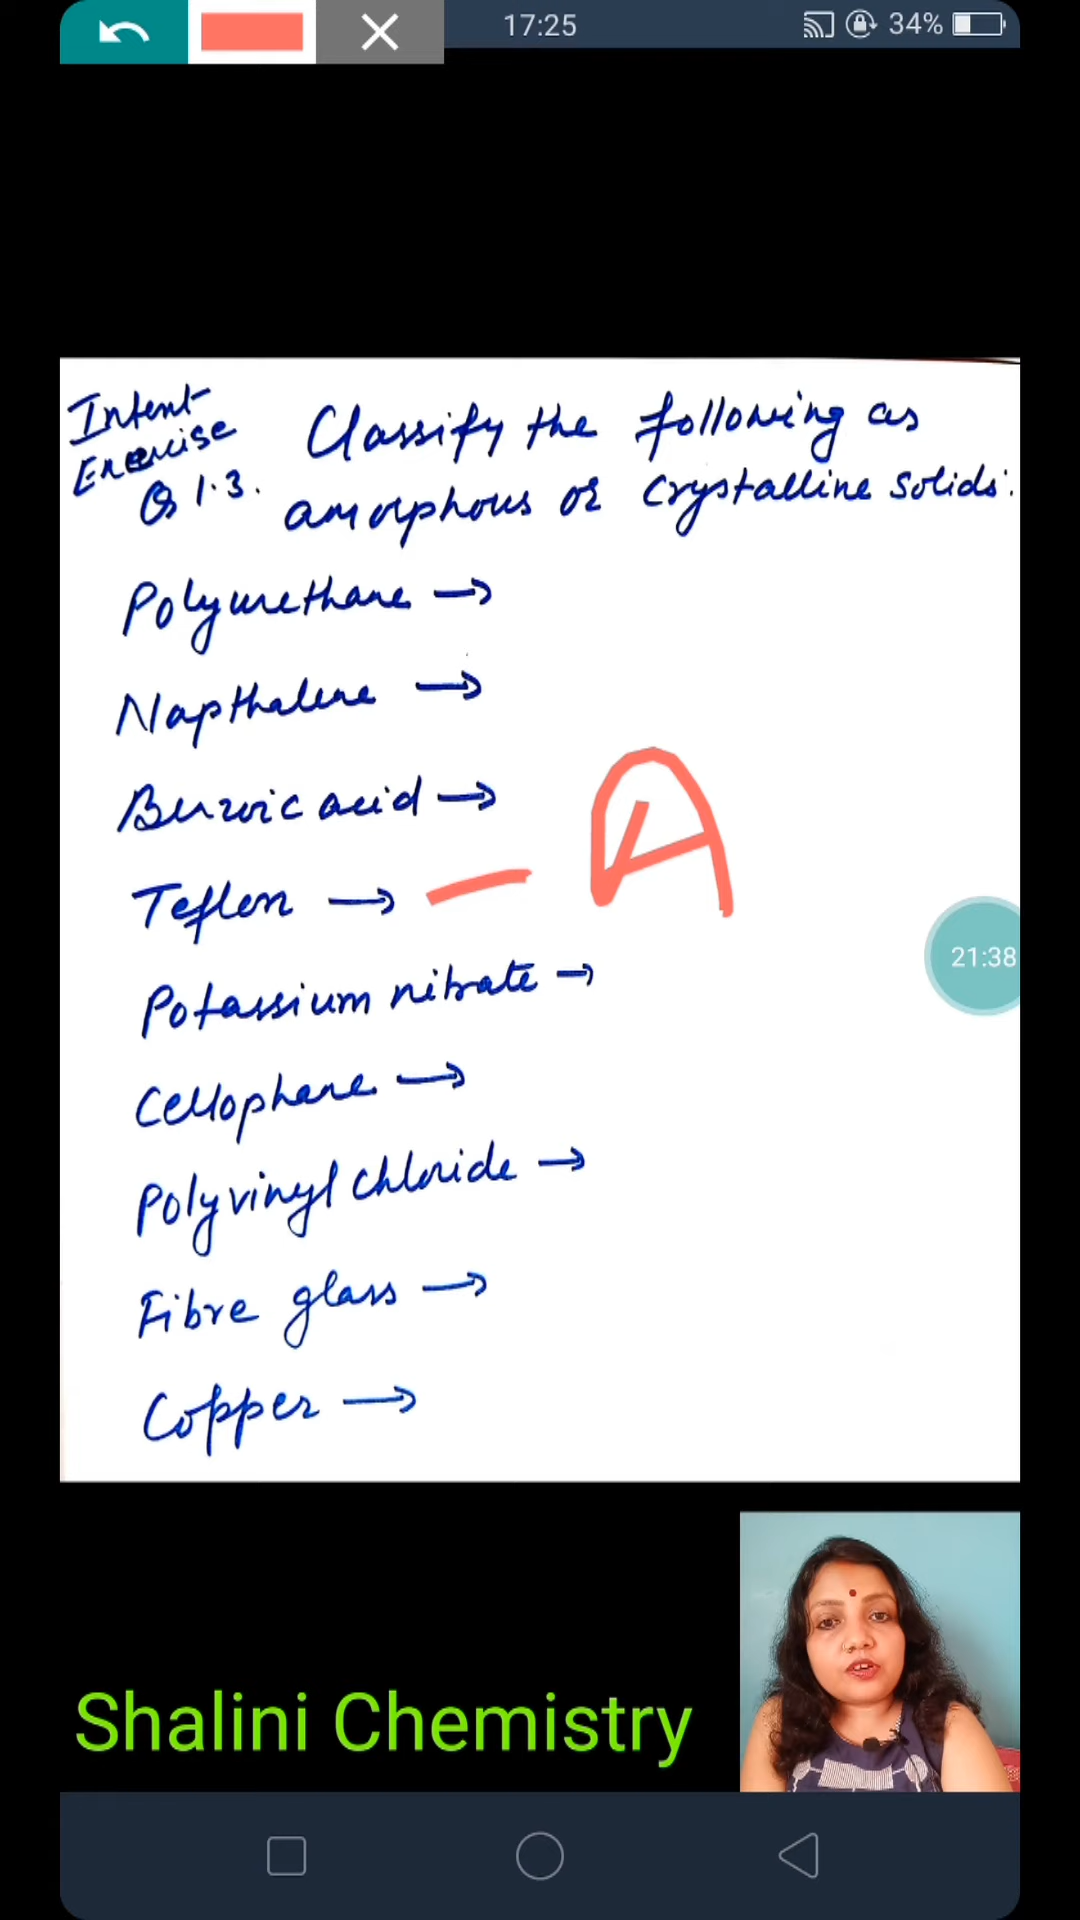 17:25
34%
Intent
Exercise
Q 1.3.
Classify the following as
amorphous or crystalline solids.
Polyurethane →
Napthalene →
Benzoic acid →
Teflon → — A
Potassium nitrate →
Cellophane →
Polyvinyl chloride →
Fibre glass →
Copper →
21:38
Shalini Chemistry